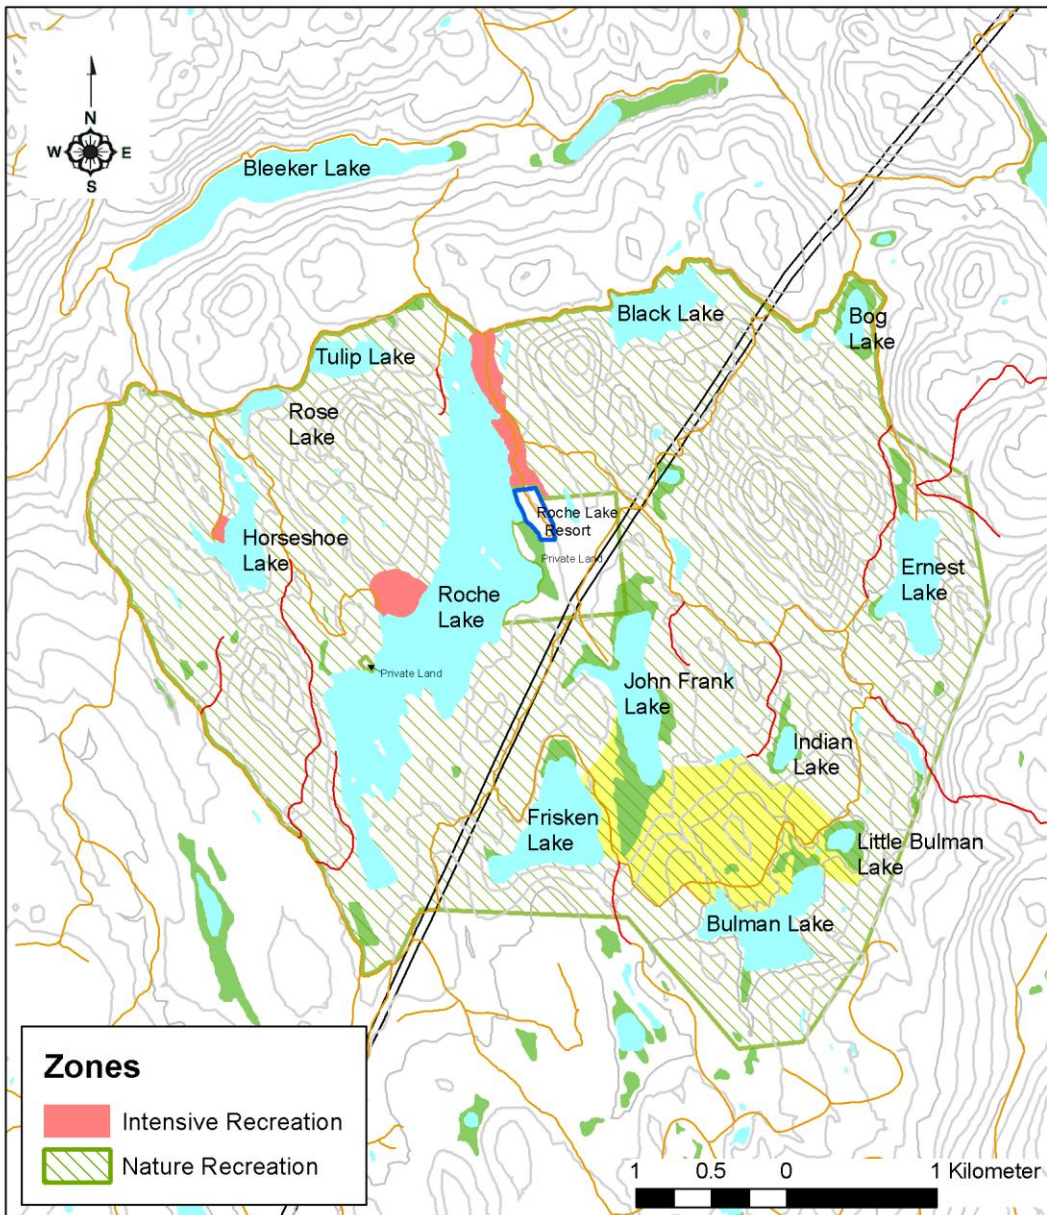 N
W E
S
Bleeker Lake
Black Lake
Bog
Lake
Tulip Lake
Rose
Lake
Roche Lake
Resort
Private Land
Horseshoe
Lake
Ernest
Lake
Roche
Lake
Private Land
John Frank
Lake
Indian
Lake
Frisken
Lake
Little Bulman
Lake
Bulman Lake
Zones
Intensive Recreation
Nature Recreation
1 0.5 0 1 Kilometer